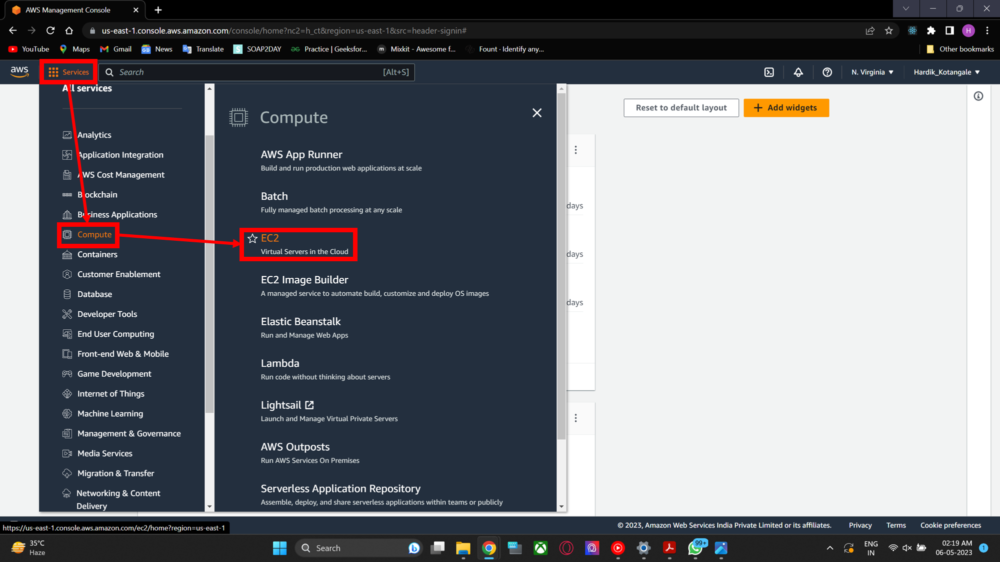 AWS Management Console
us-east-1.console.aws.amazon.com/console/home?nc2=h_ct&region=us-east-1&src=header-signin#
H
YouTube
Maps
Gmail
News
Translate
SOAP2DAY
Practice | Geeksfor...
m
Mixkit - Awesome f...
Fount · Identify any...
Other bookmarks
aws
Services
Search
[Alt+S]
N. Virginia
Hardik_Kotangale
All services
Analytics
Application Integration
AWS Cost Management
Blockchain
Business Applications
Compute
Containers
Customer Enablement
Database
Developer Tools
End User Computing
Front-end Web & Mobile
Game Development
Internet of Things
Machine Learning
Management & Governance
Media Services
Migration & Transfer
Networking & Content
Delivery
Compute
AWS App Runner
Build and run production web applications at scale
Batch
Fully managed batch processing at any scale
EC2
Virtual Servers in the Cloud
EC2 Image Builder
A managed service to automate build, customize and deploy OS images
Elastic Beanstalk
Run and Manage Web Apps
Lambda
Run code without thinking about servers
Lightsail
Launch and Manage Virtual Private Servers
AWS Outposts
Run AWS Services On Premises
Serverless Application Repository
Assemble, deploy, and share serverless applications within teams or publicly
Reset to default layout
+ Add widgets
days
days
days
https://us-east-1.console.aws.amazon.com/ec2/home?region=us-east-1
© 2023, Amazon Web Services India Private Limited or its affiliates.
Privacy
Terms
Cookie preferences
35°C
Haze
Search
99+
ENG
IN
02:19 AM
06-05-2023
1